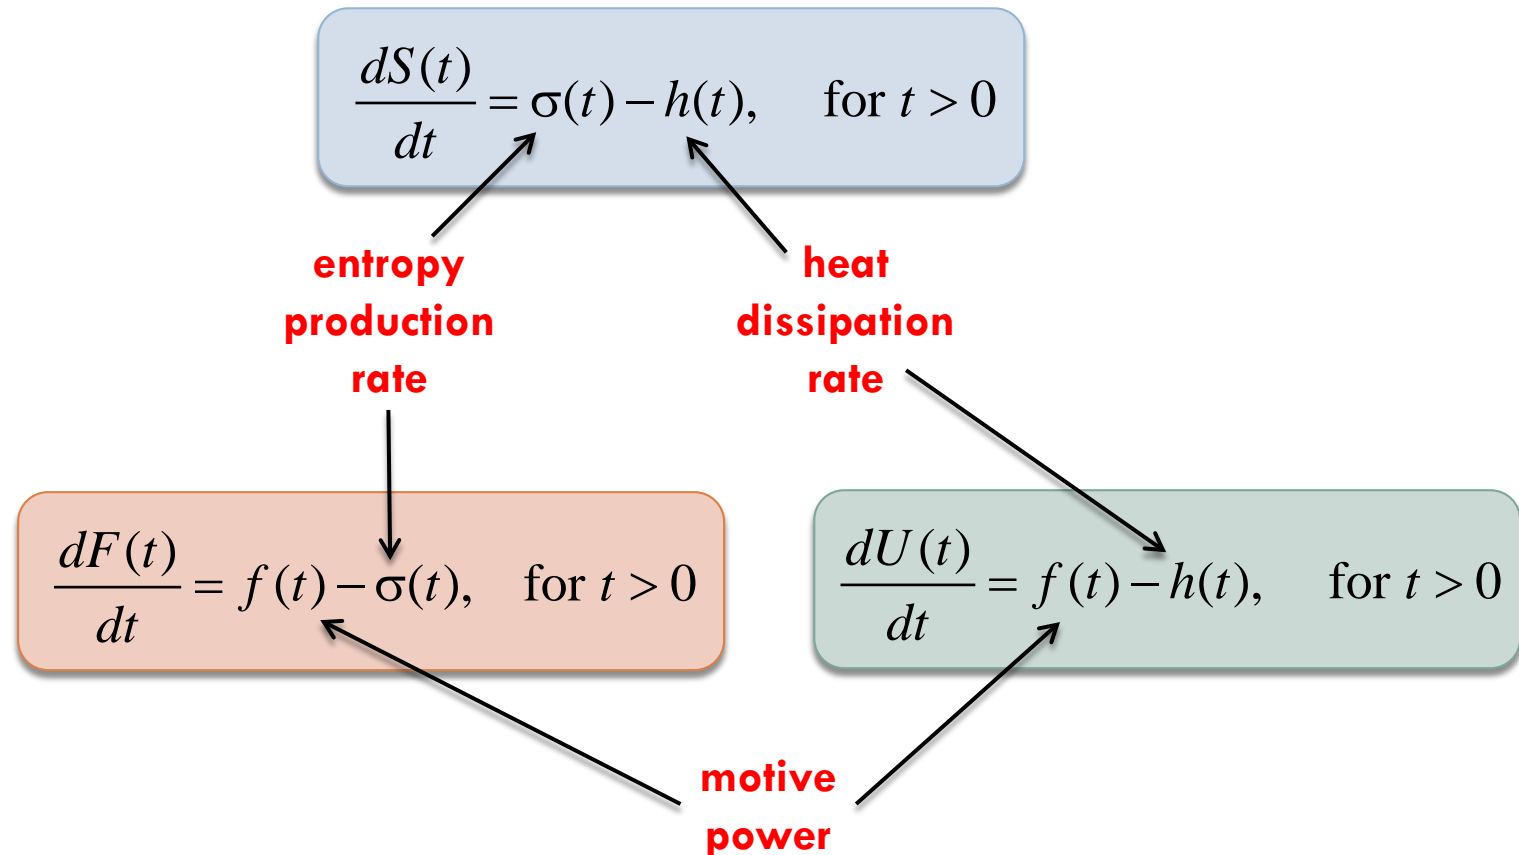 dS(t)/dt = σ(t) − h(t), for t > 0
entropy
production
rate
heat
dissipation
rate
dF(t)/dt = f(t) − σ(t), for t > 0
dU(t)/dt = f(t) − h(t), for t > 0
motive
power